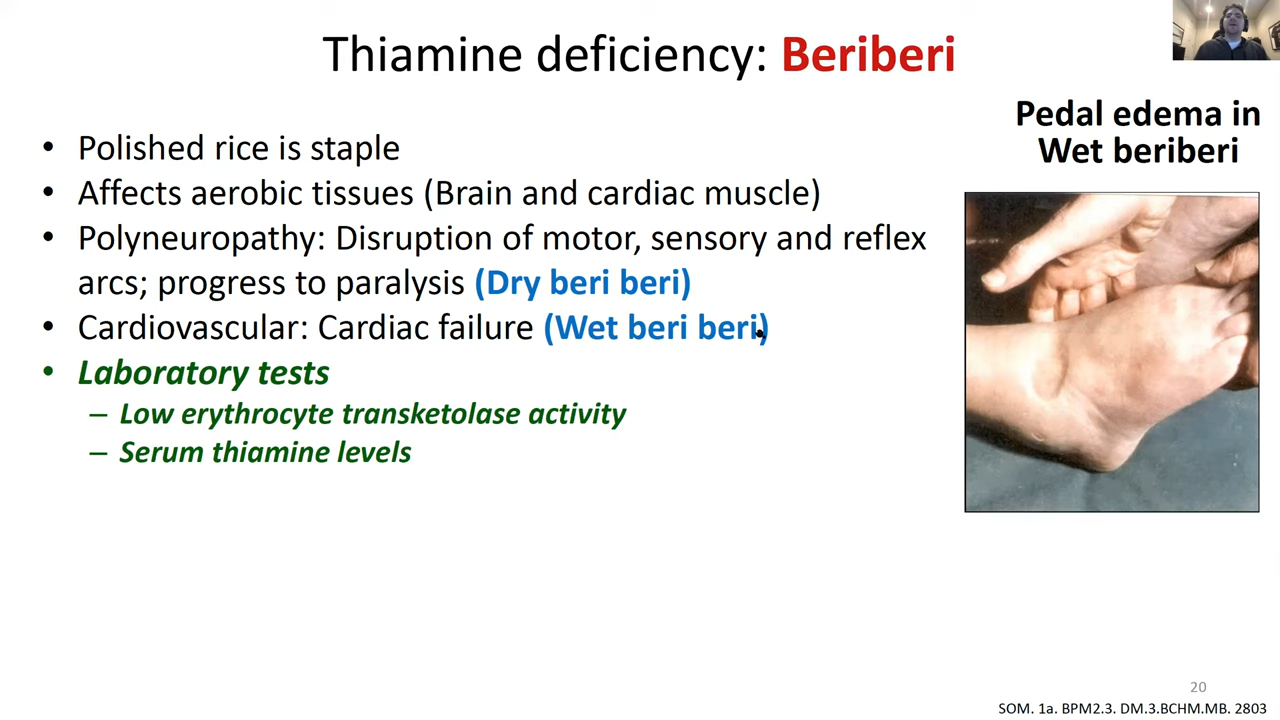 Thiamine deficiency: Beriberi
Pedal edema in
Wet beriberi
• Polished rice is staple
• Affects aerobic tissues (Brain and cardiac muscle)
• Polyneuropathy: Disruption of motor, sensory and reflex
arcs; progress to paralysis (Dry beri beri)
• Cardiovascular: Cardiac failure (Wet beri beri)
• Laboratory tests
– Low erythrocyte transketolase activity
– Serum thiamine levels
20
SOM. 1a. BPM2.3. DM.3.BCHM.MB. 2803